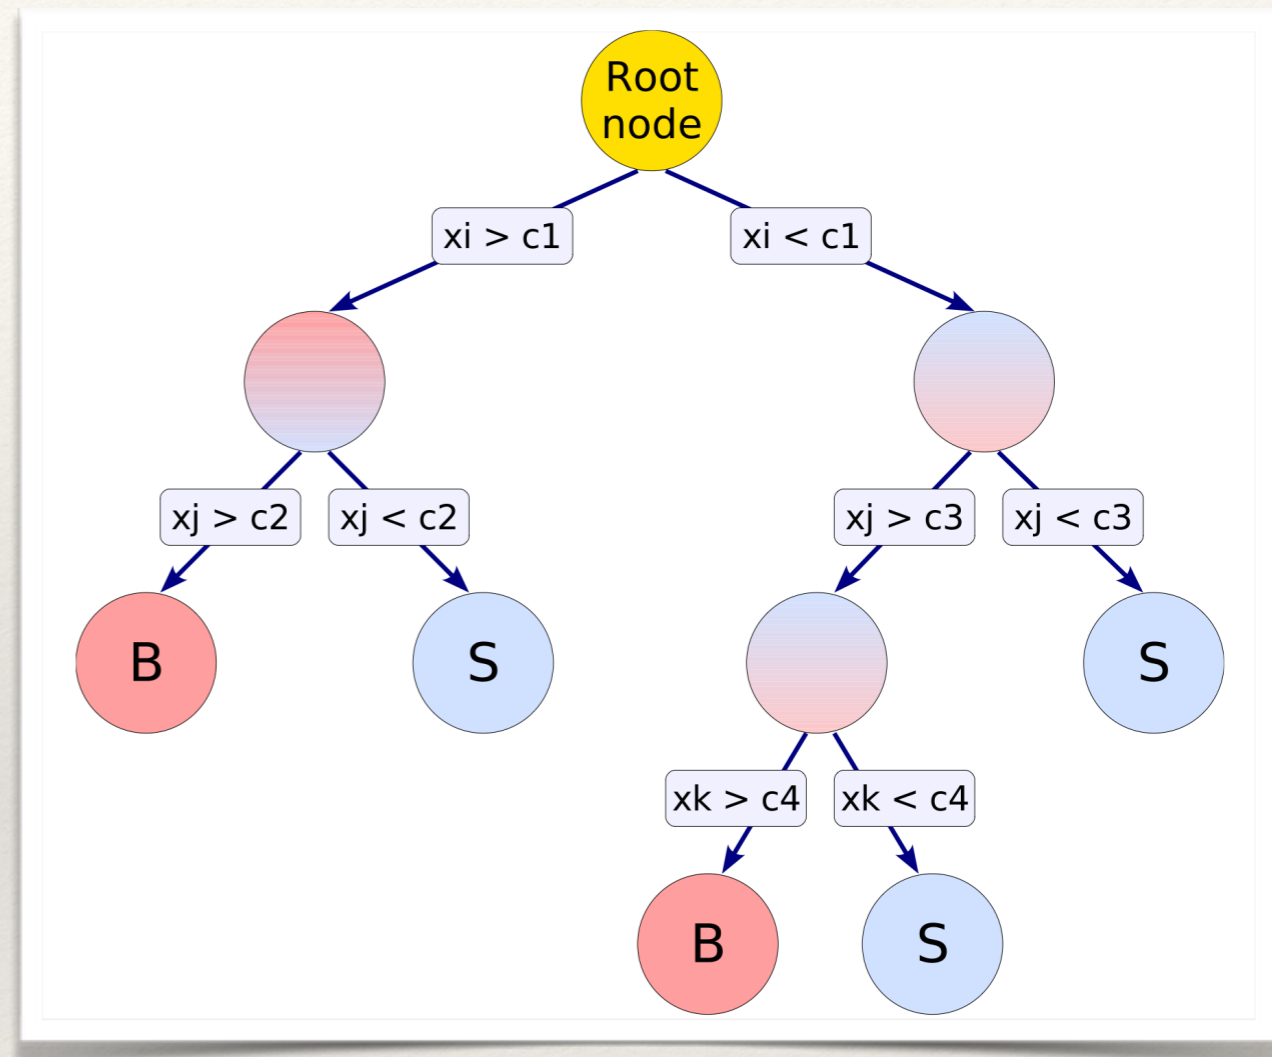 Root
node
xi > c1
xi < c1
xj > c2
xj < c2
xj > c3
xj < c3
B
S
S
xk > c4
xk < c4
B
S